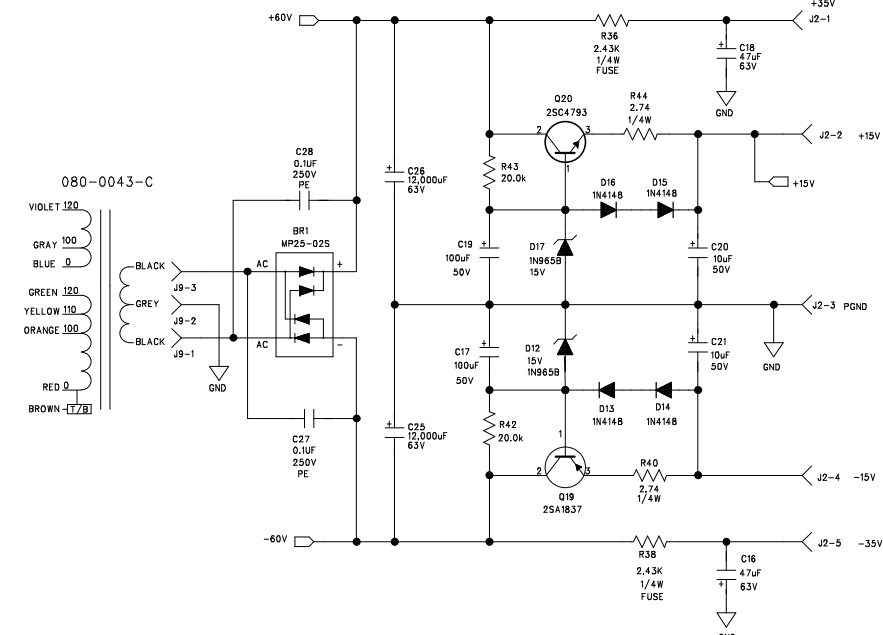 +35V
+60V
J2-1
R36
2.43K
1/4W
FUSE
C18
47uF
63V
GND
Q20
2SC4793
2
3
1
R44
2.74
1/4W
J2-2
+15V
+15V
C28
0.1UF
250V
PE
C26
12,000uF
63V
R43
20.0k
D16
1N4148
D15
1N4148
080-0043-C
VIOLET 120
GRAY 100
BLUE 0
GREEN 120
YELLOW 110
ORANGE 100
RED 0
BROWN
T/B
BLACK
J9-3
GREY
J9-2
BLACK
J9-1
GND
BR1
MP25-02S
AC
+
AC
-
C19
100uF
50V
D17
1N965B
15V
C20
10uF
50V
J2-3
PGND
GND
C17
100uF
50V
D12
15V
1N965B
C21
10uF
50V
D13
1N4148
D14
1N4148
C27
0.1UF
250V
PE
C25
12,000uF
63V
R42
20.0k
1
2
3
Q19
2SA1837
R40
2.74
1/4W
J2-4
-15V
-60V
R38
2.43K
1/4W
FUSE
J2-5
-35V
C16
47uF
63V